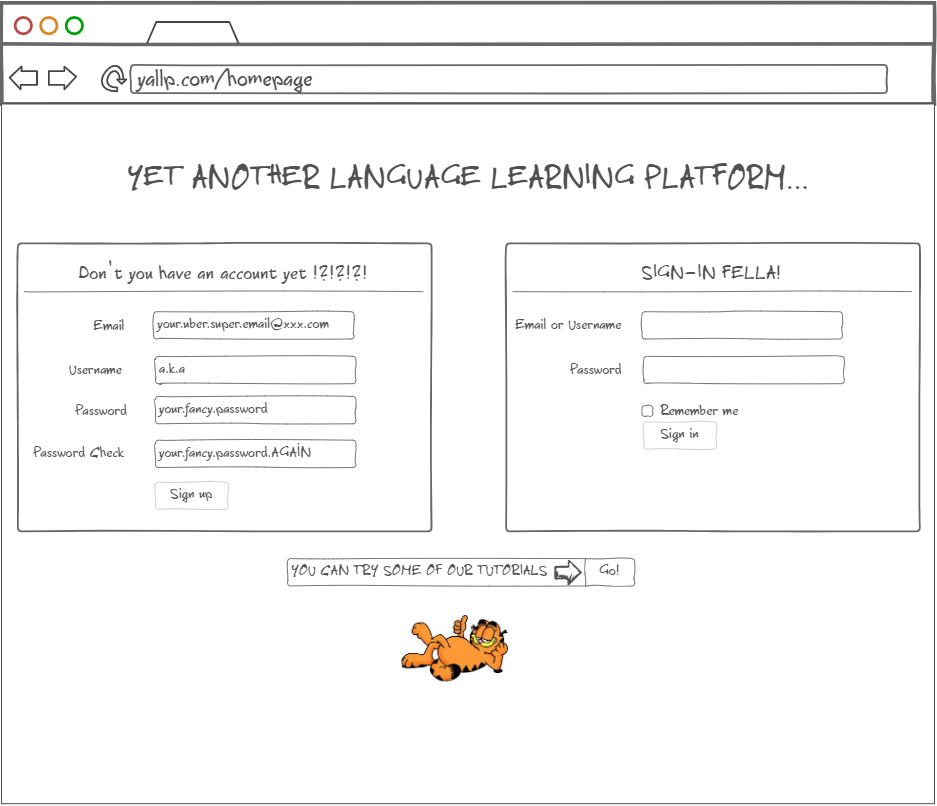 yallp.com/homepage
YET ANOTHER LANGUAGE LEARNING PLATFORM...
Don't you have an account yet !?!?!?!
Email your.uber.super.email@xxx.com
Username a.k.a
Password your.fancy.password
Password Check your.fancy.password.AGAIN
Sign up
SIGN-IN FELLA!
Email or Username
Password
Remember me
Sign in
YOU CAN TRY SOME OF OUR TUTORIALS Go!